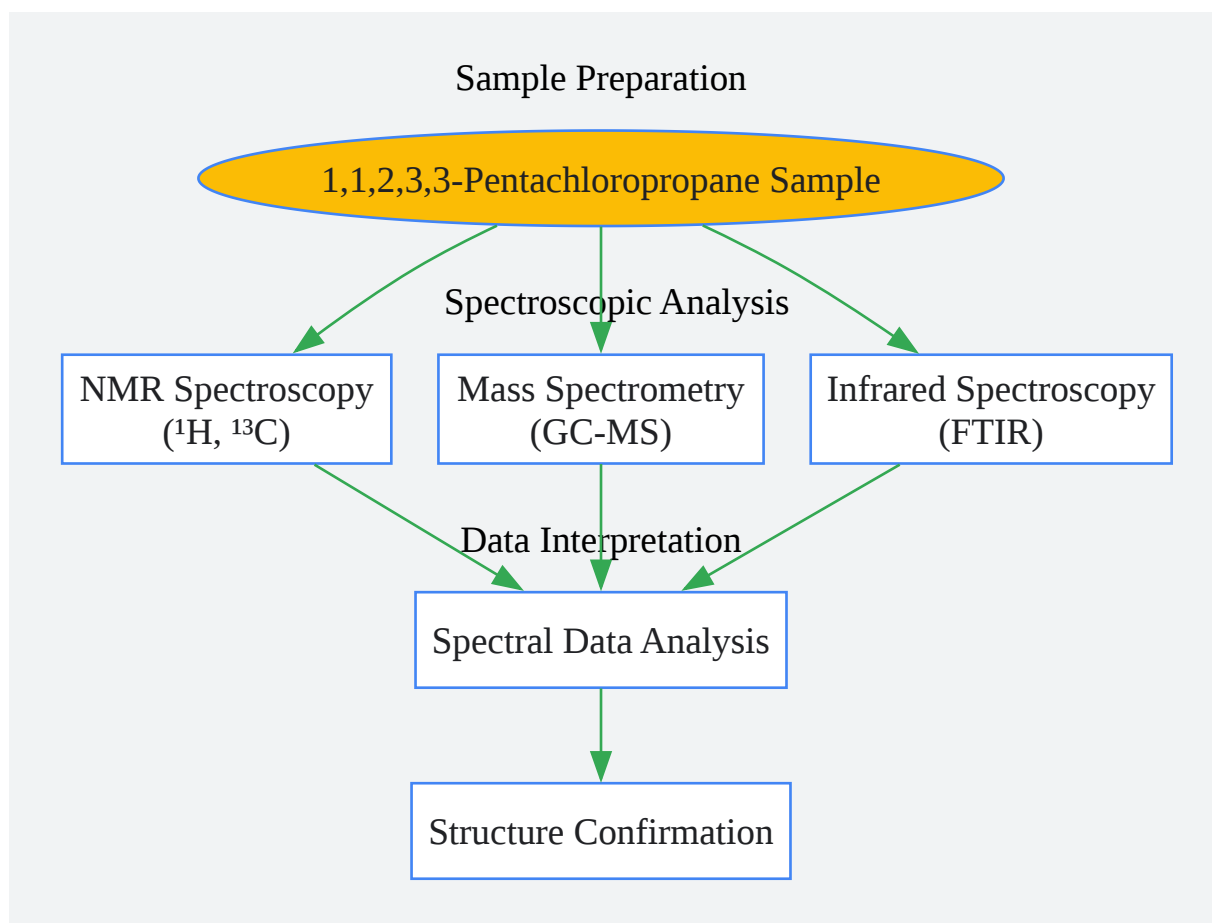 Sample Preparation
1,1,2,3,3-Pentachloropropane Sample
Spectroscopic Analysis
NMR Spectroscopy
(¹H, ¹³C)
Mass Spectrometry
(GC-MS)
Infrared Spectroscopy
(FTIR)
Data Interpretation
Spectral Data Analysis
Structure Confirmation